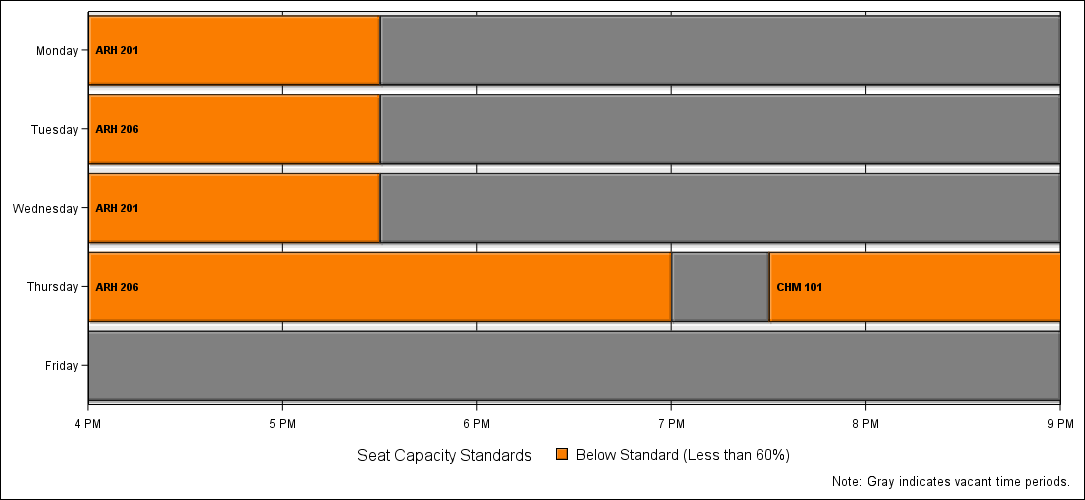 Monday ARH 201
Tuesday ARH 206
Wednesday ARH 201
Thursday ARH 206 CHM 101
Friday
4 PM 5 PM 6 PM 7 PM 8 PM 9 PM
Seat Capacity Standards Below Standard (Less than 60%)
Note: Gray indicates vacant time periods.